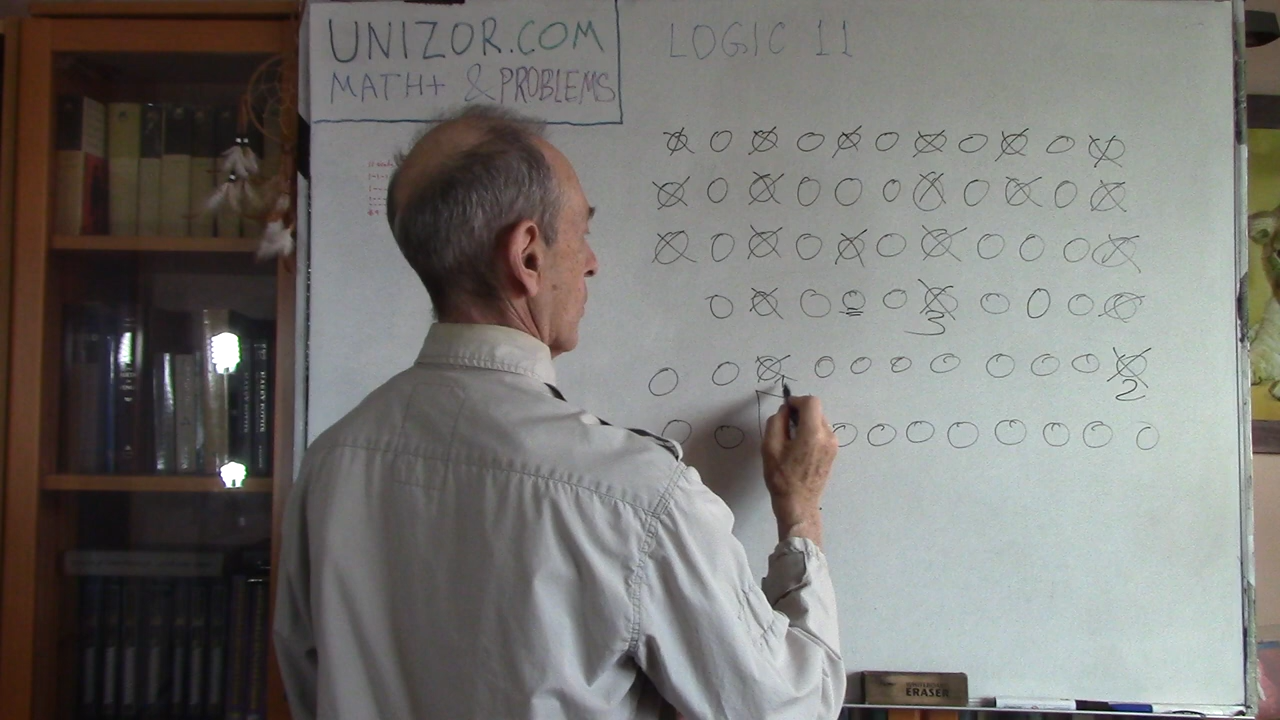 UNIZOR.COM
MATH+ & PROBLEMS
LOGIC 11
3
2
ERASER